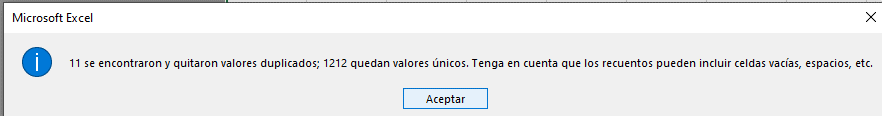 Microsoft Excel
11 se encontraron y quitaron valores duplicados; 1212 quedan valores únicos. Tenga en cuenta que los recuentos pueden incluir celdas vacías, espacios, etc.
Aceptar